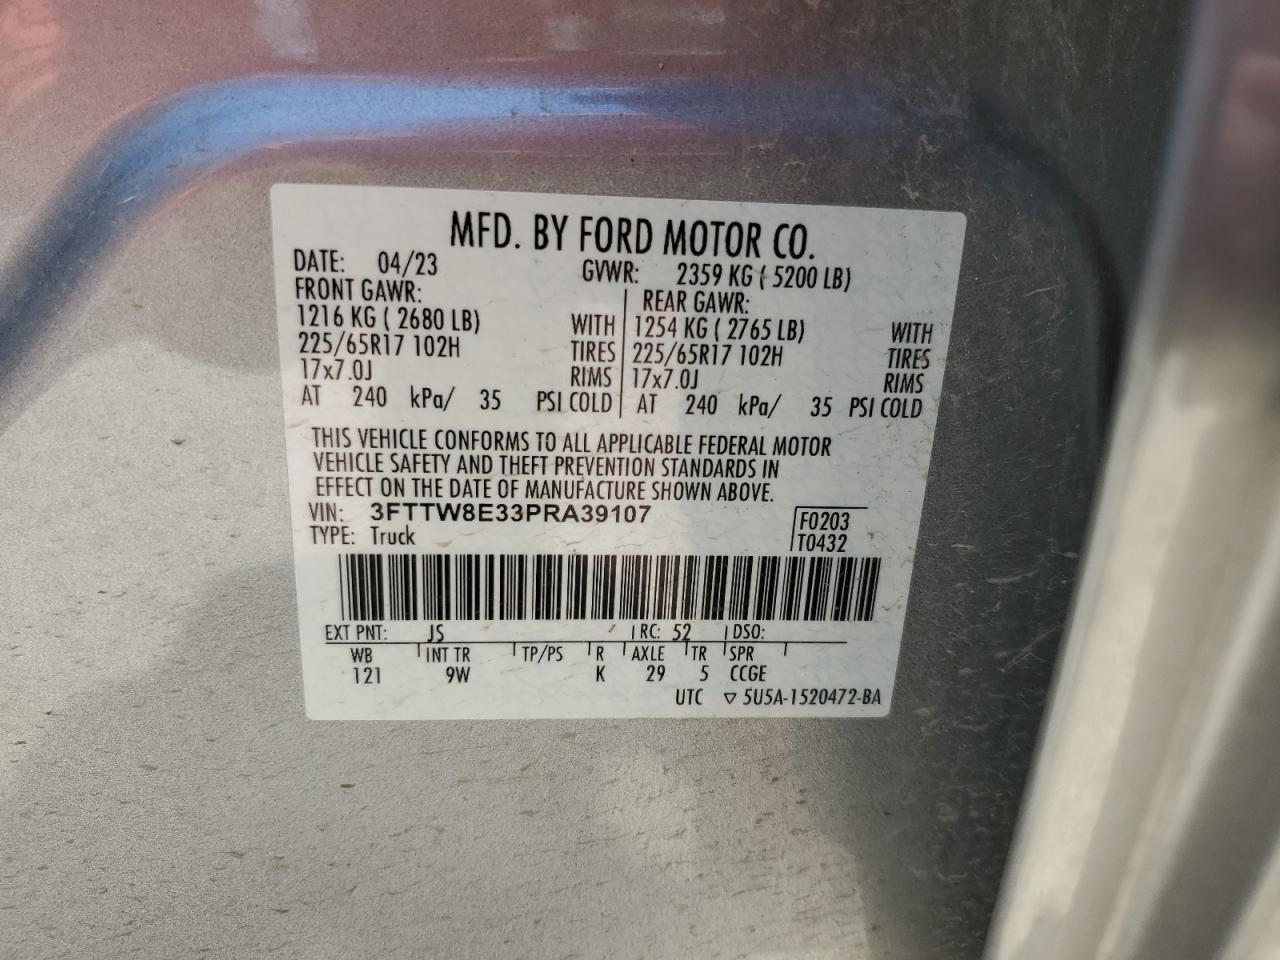 MFD. BY FORD MOTOR CO.
DATE: 04/23 GVWR: 2359 KG ( 5200 LB)
FRONT GAWR: REAR GAWR:
1216 KG ( 2680 LB) WITH 1254 KG ( 2765 LB) WITH
225/65R17 102H TIRES 225/65R17 102H TIRES
17x7.0J RIMS 17x7.0J RIMS
AT 240 kPa/ 35 PSI COLD AT 240 kPa/ 35 PSI COLD
THIS VEHICLE CONFORMS TO ALL APPLICABLE FEDERAL MOTOR
VEHICLE SAFETY AND THEFT PREVENTION STANDARDS IN
EFFECT ON THE DATE OF MANUFACTURE SHOWN ABOVE.
VIN: 3FTTW8E33PRA39107 F0203
TYPE: Truck T0432
EXT PNT: JS RC: 52 DSO:
WB INT TR TP/PS R AXLE TR SPR
121 9W K 29 5 CCGE
UTC ▽ 5U5A-1520472-BA